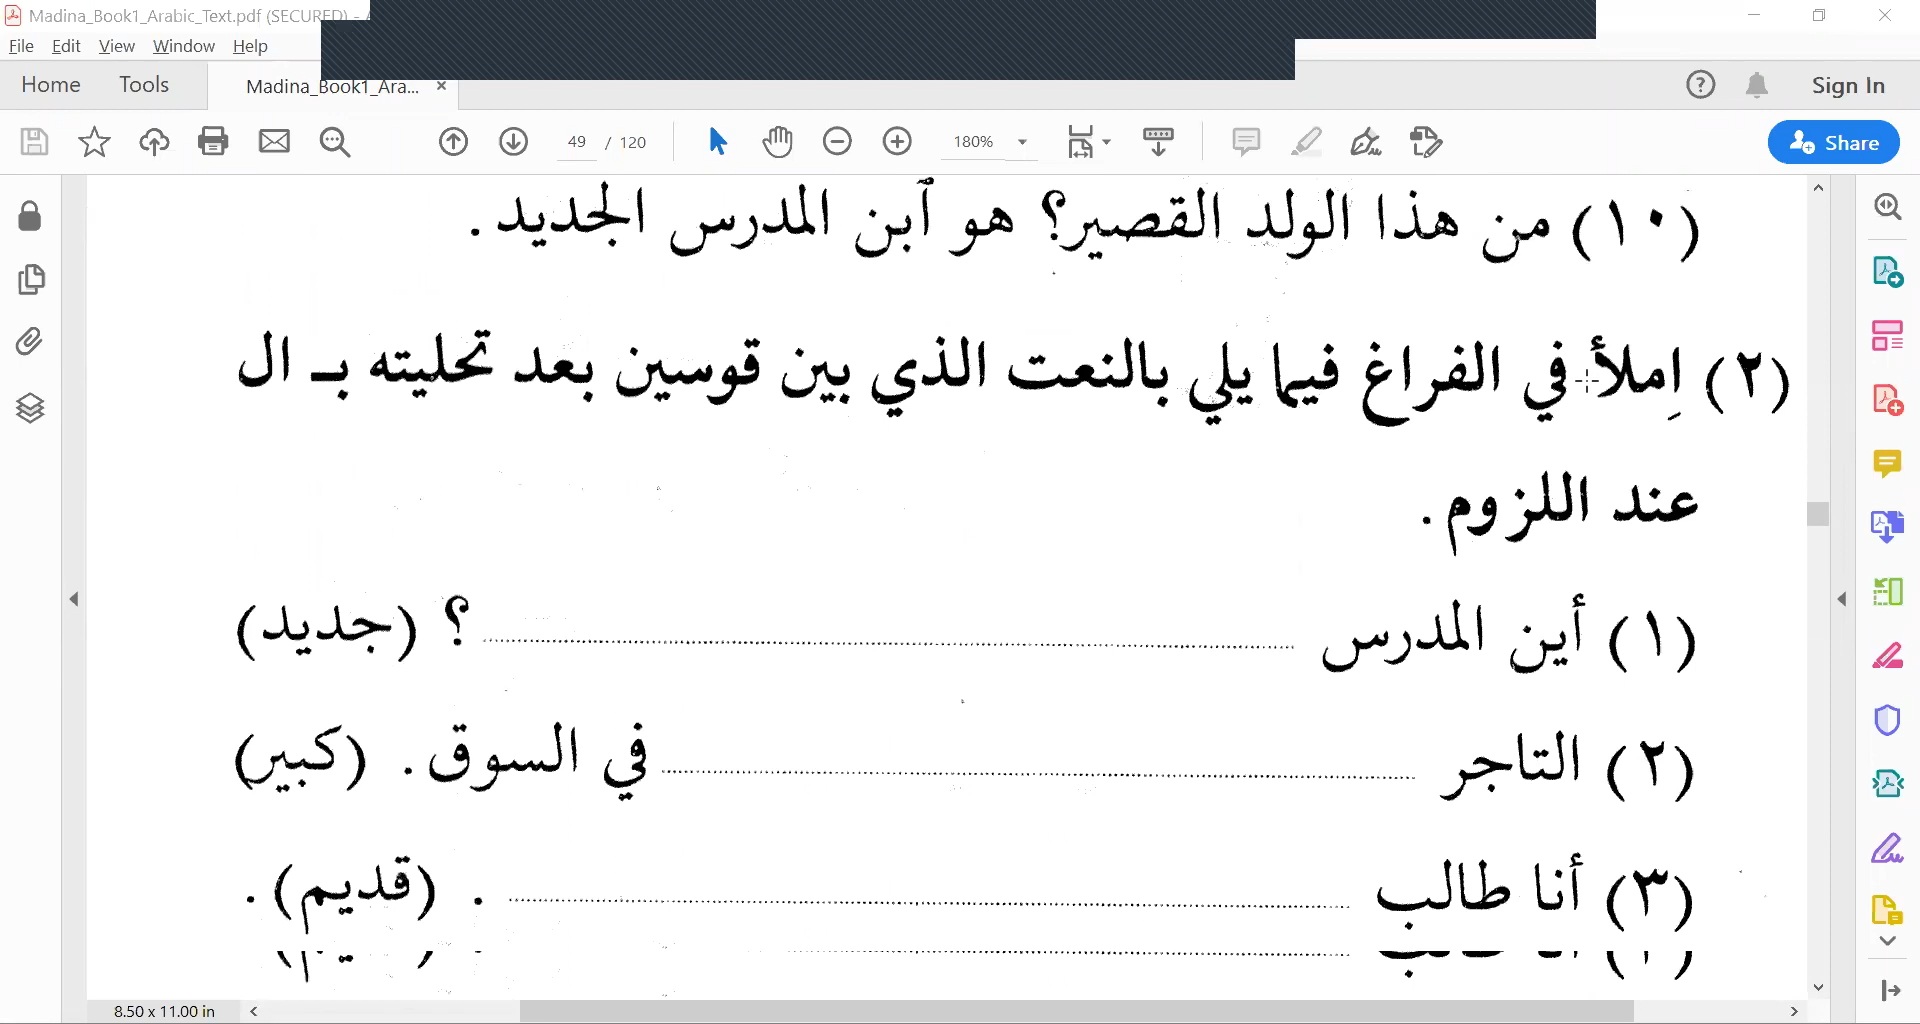 Madina_Book1_Arabic_Text.pdf (SECURED) -
File Edit View Window Help
Home Tools Madina_Book1_Ara... × Sign In
49 / 120 180% Share
(١٠) من هذا الولد القصير؟ هو آبن المدرس الجديد .
(٢) اِملأ في الفراغ فيما يلي بالنعت الذي بين قوسين بعد تحليته بـ ال
عند اللزوم .
(١) أين المدرس ........ ؟ (جديد)
(٢) التاجر ........ في السوق . (كبير)
(٣) أنا طالب ........ . (قديم) .
8.50 x 11.00 in